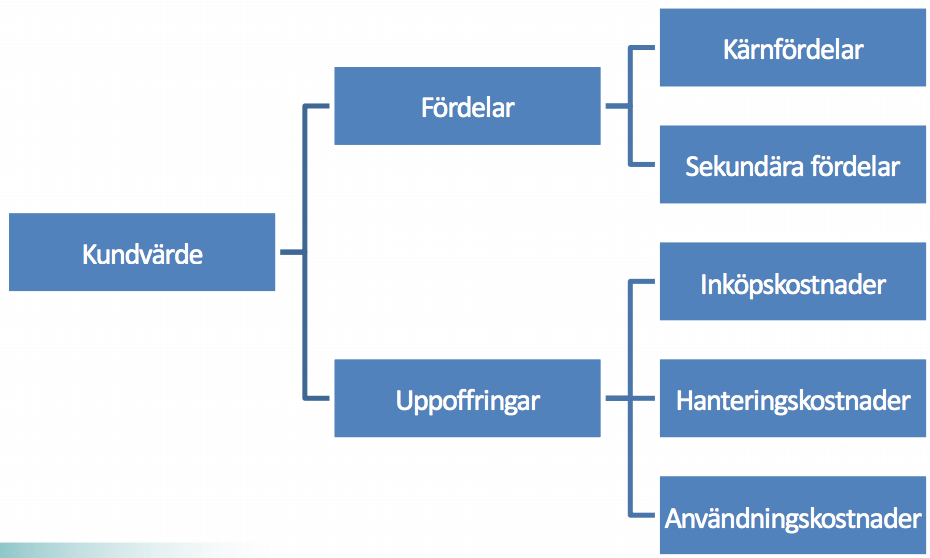 Kundvärde
Fördelar
Kärnfördelar
Sekundära fördelar
Uppoffringar
Inköpskostnader
Hanteringskostnader
Användningskostnader